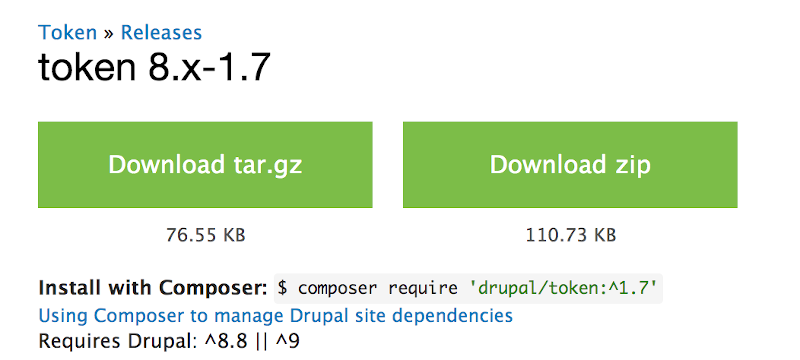 Token » Releases
token 8.x-1.7
Download tar.gz
Download zip
76.55 KB
110.73 KB
Install with Composer: $ composer require 'drupal/token:^1.7'
Using Composer to manage Drupal site dependencies
Requires Drupal: ^8.8 || ^9